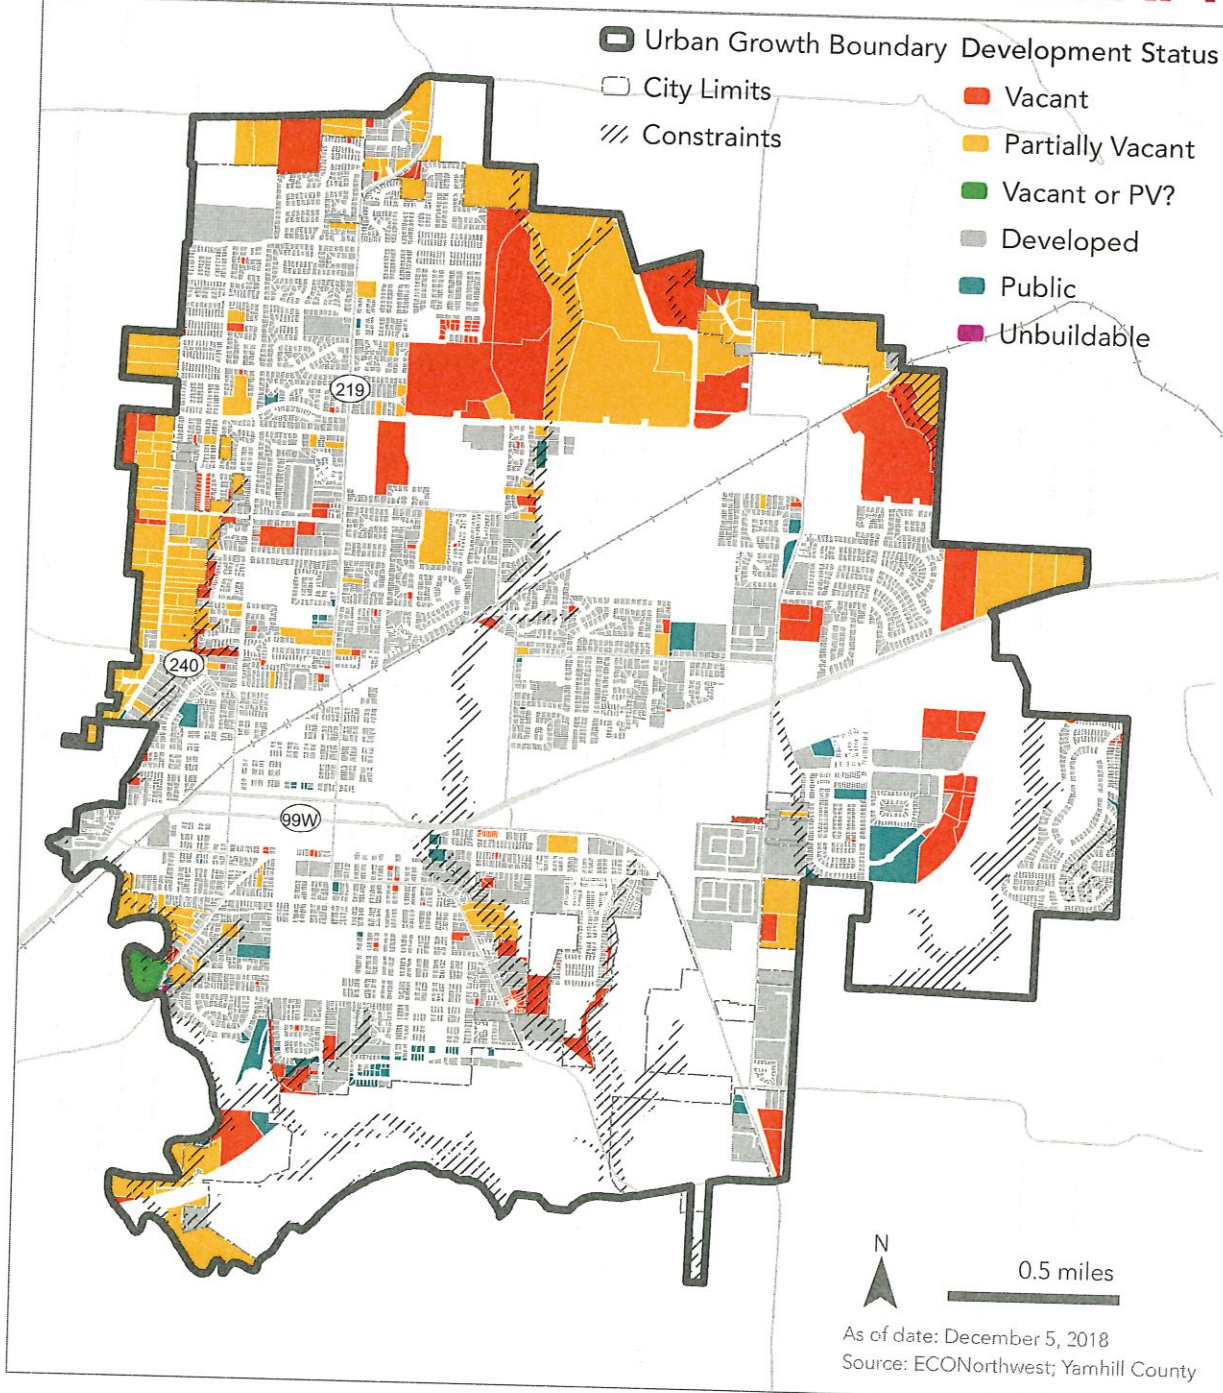 Urban Growth Boundary
City Limits
Constraints
Development Status
Vacant
Partially Vacant
Vacant or PV?
Developed
Public
Unbuildable
219
240
99W
N
0.5 miles
As of date: December 5, 2018
Source: ECONorthwest; Yamhill County